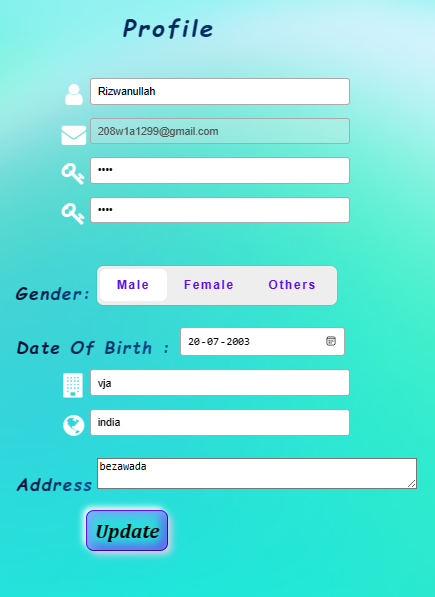 Profile
Rizwanullah
208w1a1299@gmail.com
••••
••••
Gender: Male Female Others
Date Of Birth : 20-07-2003
vja
india
Address bezawada
Update